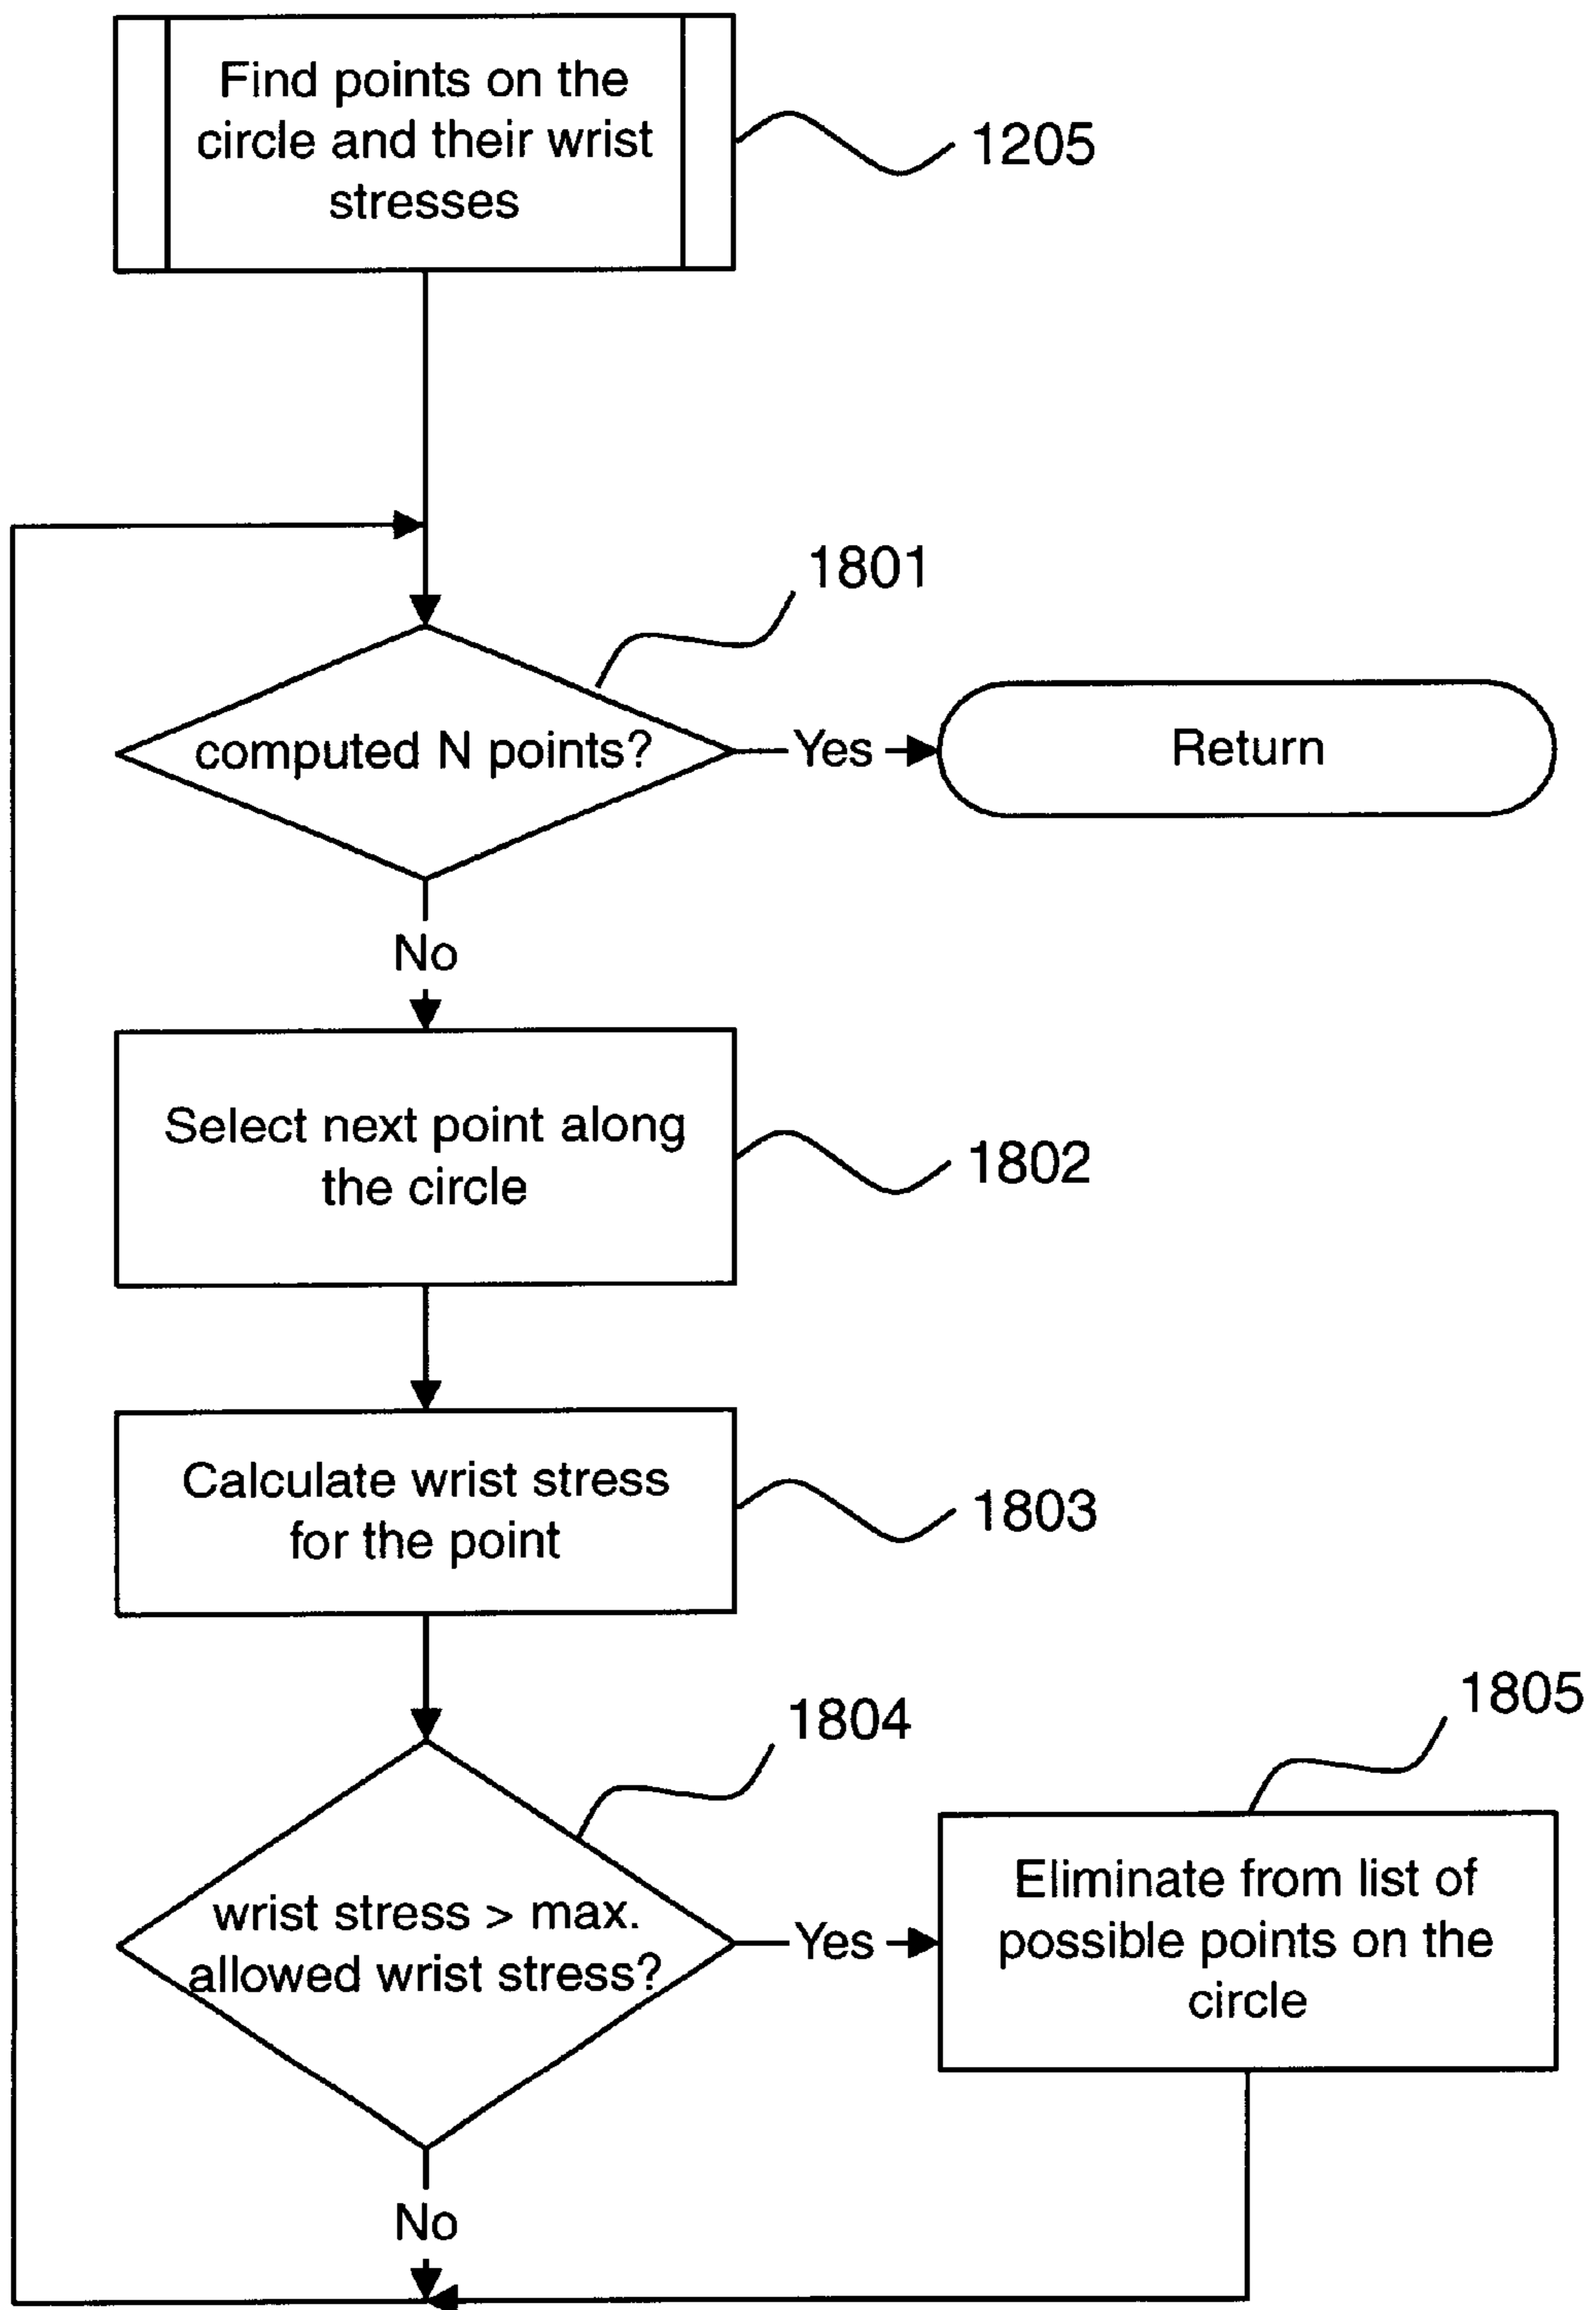 Find points on the
circle and their wrist
stresses
1205
1801
computed N points?
Yes
Return
No
Select next point along
the circle
1802
Calculate wrist stress
for the point
1803
1804
1805
wrist stress > max.
allowed wrist stress?
Yes
Eliminate from list of
possible points on the
circle
No